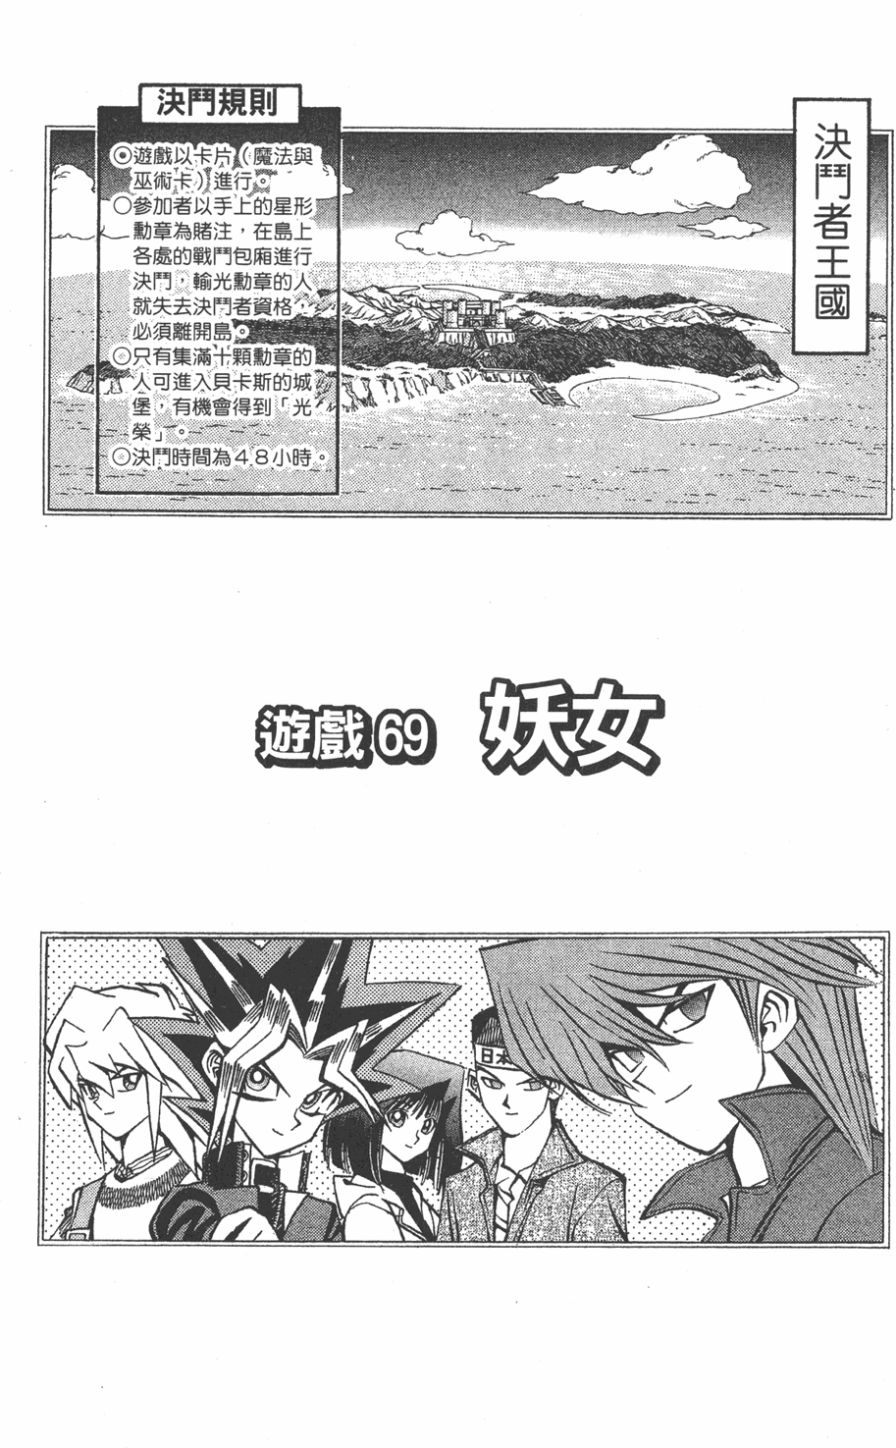 決鬥者王國
決鬥規則
⦿遊戲以卡片(魔法與
巫術卡)進行。
○參加者以手上的星形
勳章為賭注,在島上
各處的戰鬥包廂進行
決鬥,輸光勳章的人
就失去決鬥者資格,
必須離開島。
○只有集滿十顆勳章的
人可進入貝卡斯的城
堡,有機會得到「光
榮」。
○決鬥時間為48小時。
遊戲69 妖女
日本